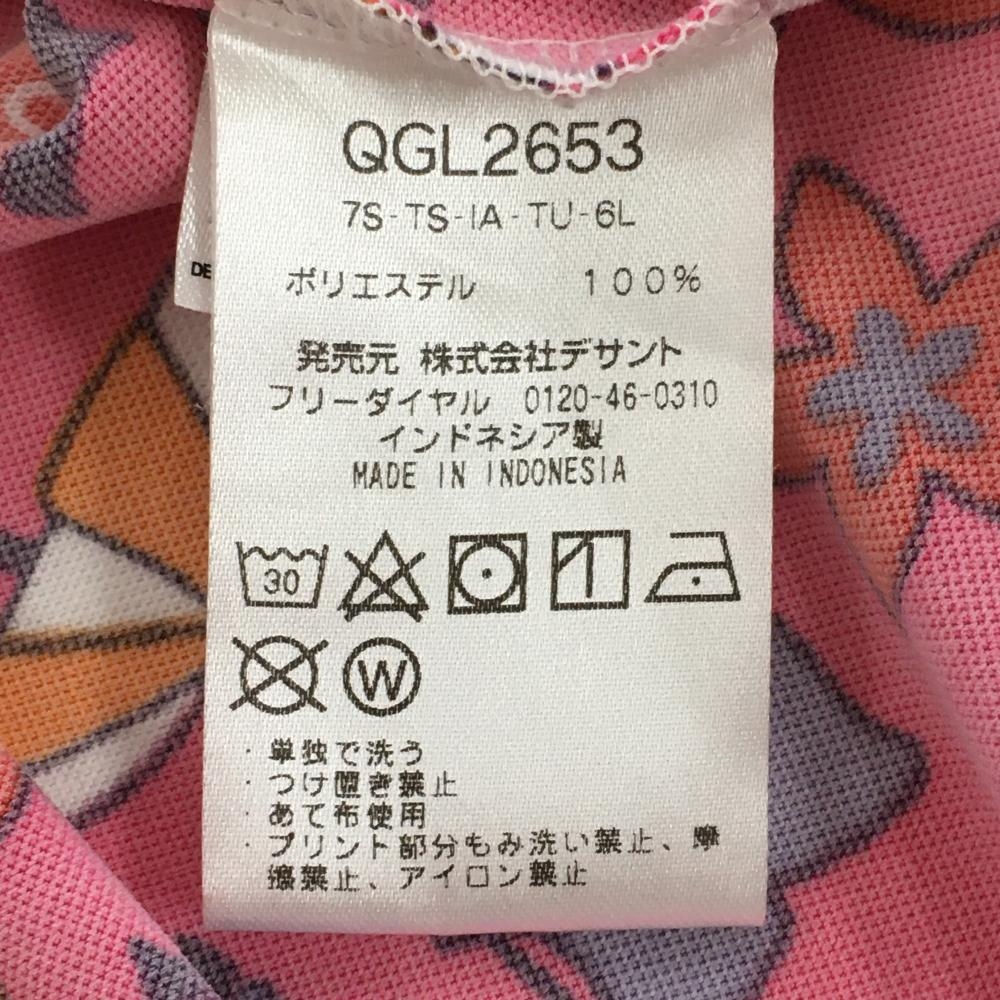 QGL2653
7S-TS-IA-TU-6L
DE
ポリエステル 100%
発売元 株式会社デサント
フリーダイヤル 0120-46-0310
インドネシア製
MADE IN INDONESIA
30
W
・単独で洗う
・つけ置き禁止
・あて布使用
・プリント部分もみ洗い禁止、摩
擦禁止、アイロン禁止